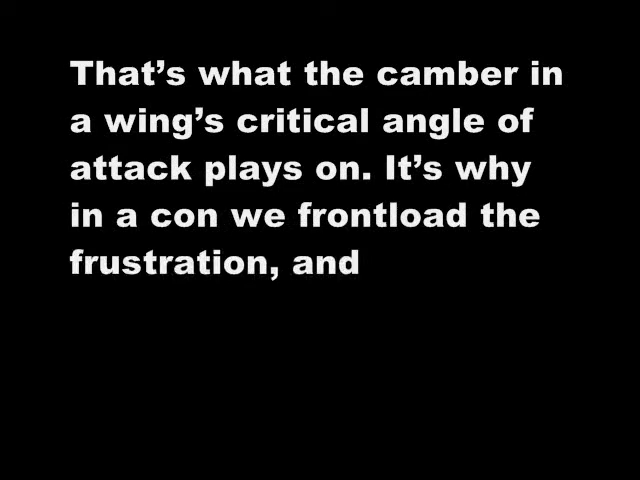 That’s what the camber in
a wing’s critical angle of
attack plays on. It’s why
in a con we frontload the
frustration, and